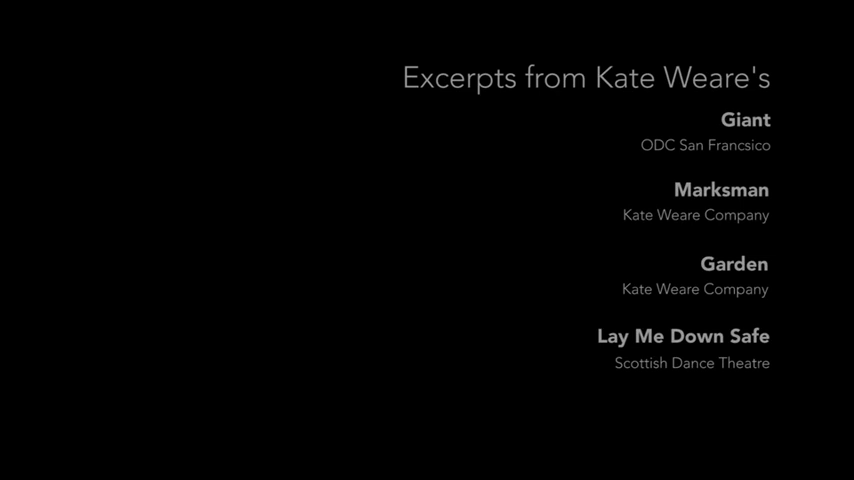 Excerpts from Kate Weare's
Giant
ODC San Francsico
Marksman
Kate Weare Company
Garden
Kate Weare Company
Lay Me Down Safe
Scottish Dance Theatre